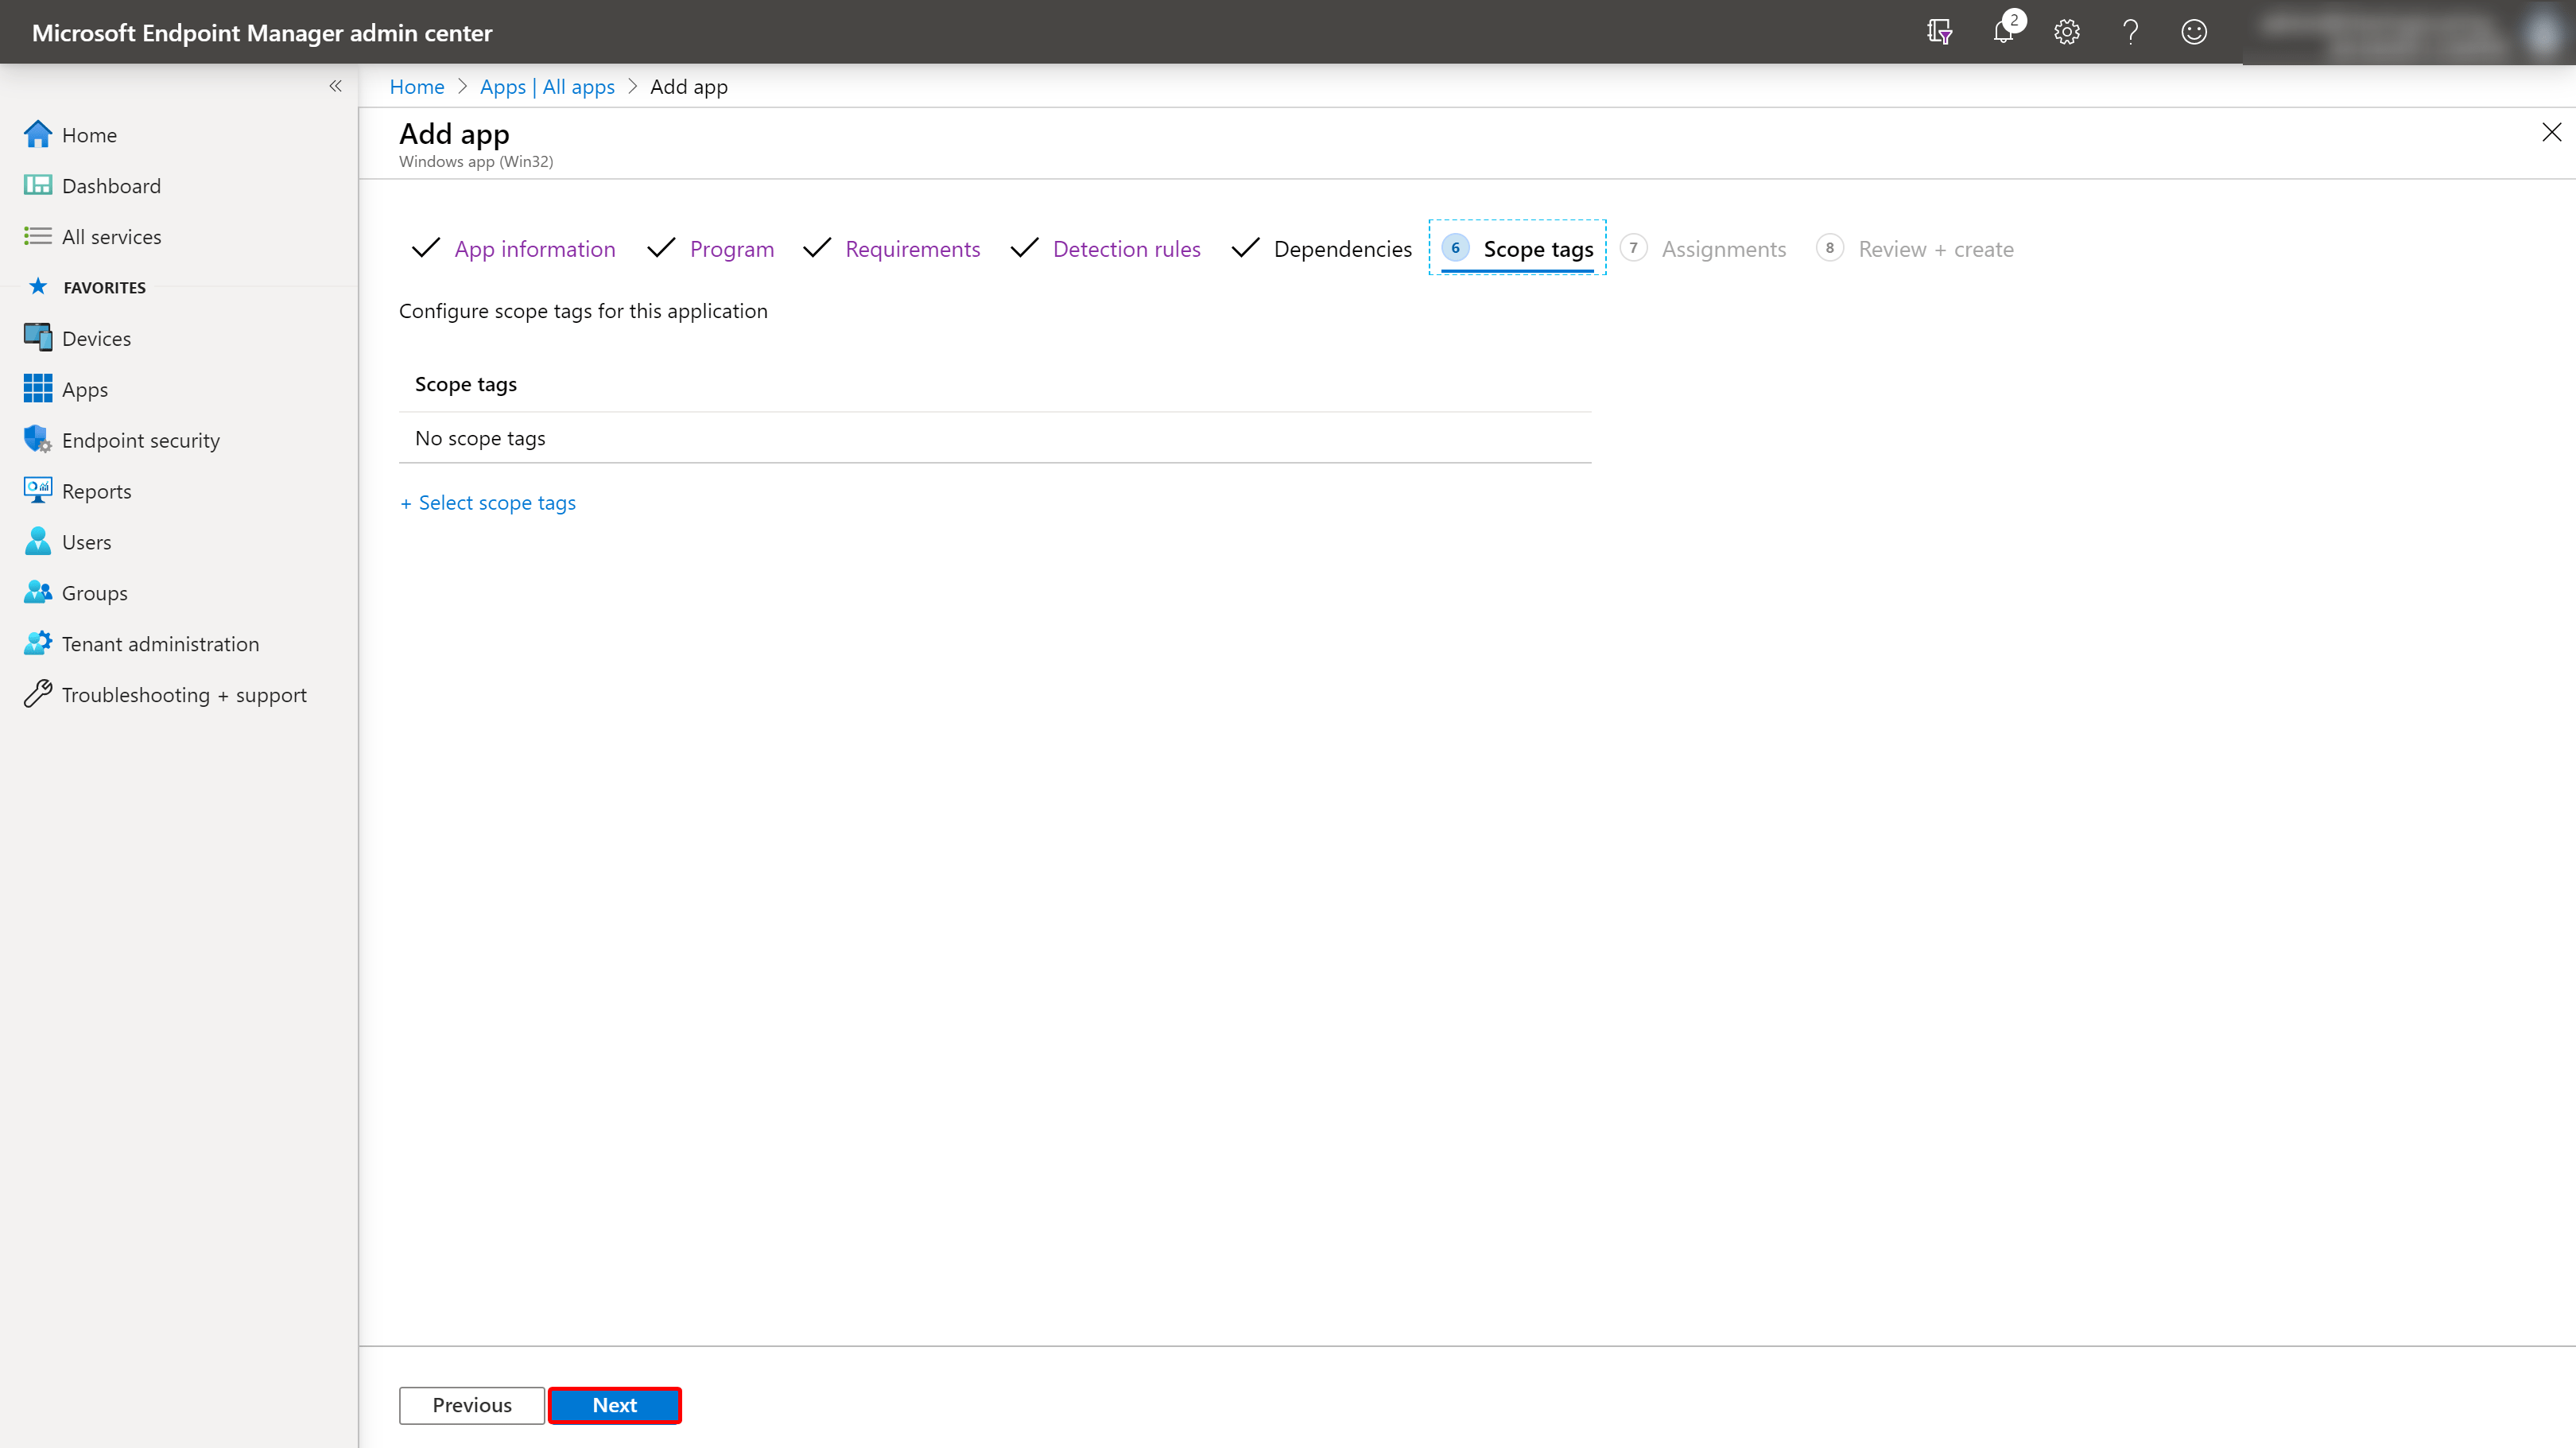 Microsoft Endpoint Manager admin center
2
Home > Apps | All apps > Add app
Home
Dashboard
All services
FAVORITES
Devices
Apps
Endpoint security
Reports
Users
Groups
Tenant administration
Troubleshooting + support
Add app
Windows app (Win32)
App information Program Requirements Detection rules Dependencies 6 Scope tags 7 Assignments 8 Review + create
Configure scope tags for this application
Scope tags
No scope tags
+ Select scope tags
Previous Next